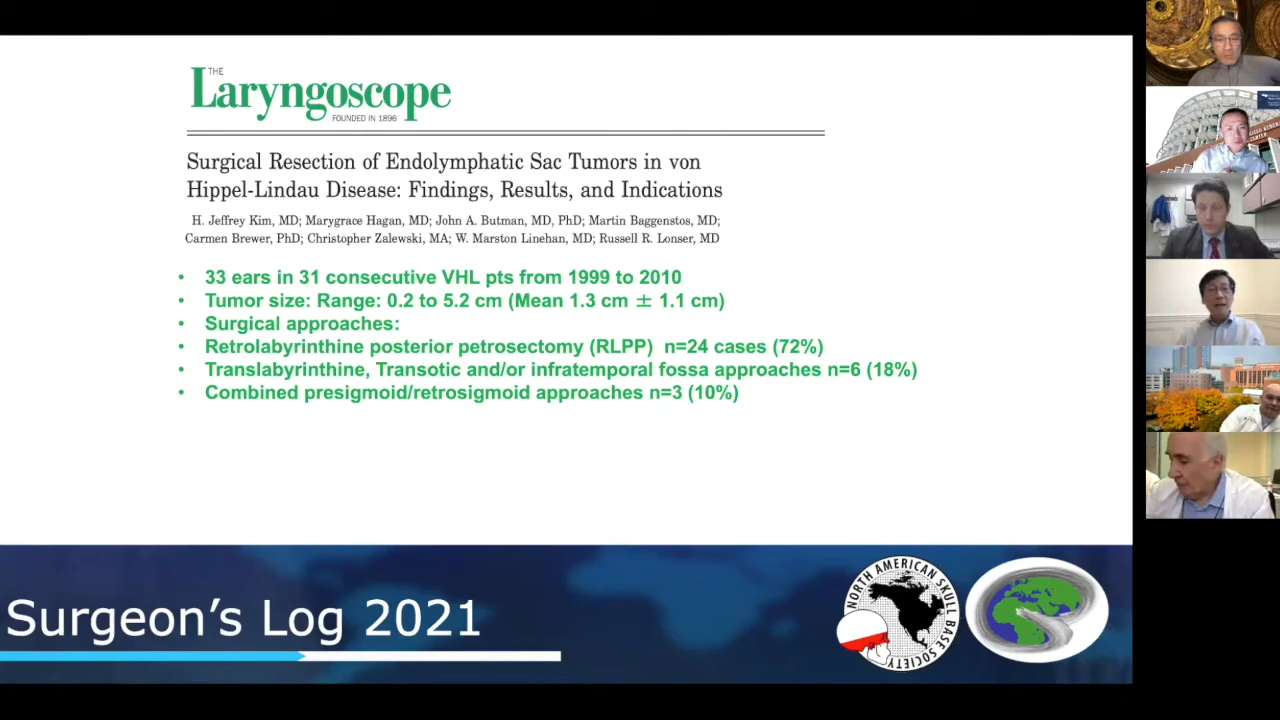 THE
Laryngoscope
FOUNDED IN 1896
Surgical Resection of Endolymphatic Sac Tumors in von
Hippel-Lindau Disease: Findings, Results, and Indications
H. Jeffrey Kim, MD; Marygrace Hagan, MD; John A. Butman, MD, PhD; Martin Baggenstos, MD;
Carmen Brewer, PhD; Christopher Zalewski, MA; W. Marston Linehan, MD; Russell R. Lonser, MD
• 33 ears in 31 consecutive VHL pts from 1999 to 2010
• Tumor size: Range: 0.2 to 5.2 cm (Mean 1.3 cm ± 1.1 cm)
• Surgical approaches:
• Retrolabyrinthine posterior petrosectomy (RLPP) n=24 cases (72%)
• Translabyrinthine, Transotic and/or infratemporal fossa approaches n=6 (18%)
• Combined presigmoid/retrosigmoid approaches n=3 (10%)
Surgeon's Log 2021
NORTH AMERICAN SKULL BASE SOCIETY